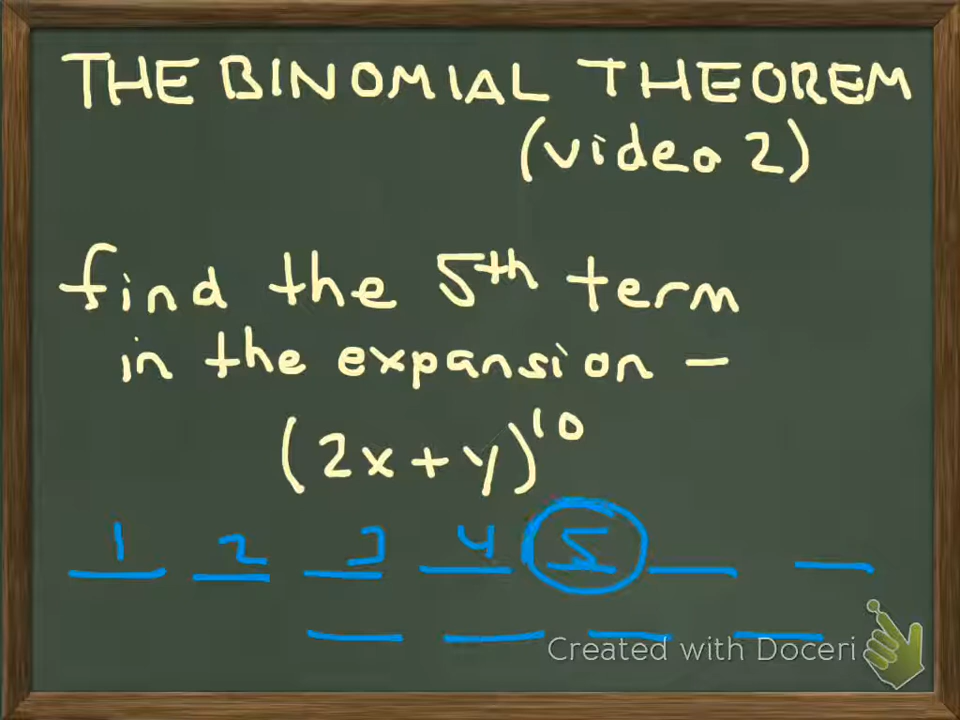 THE BINOMIAL THEOREM
(video 2)
find the 5th term
in the expansion –
(2x+y)¹⁰
1 2 3 4 5
Created with Doceri